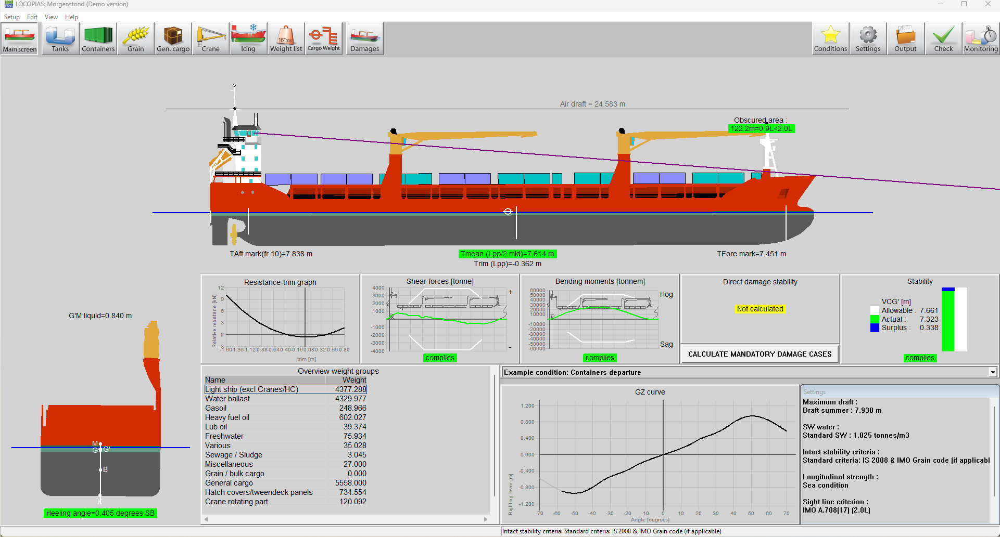 LOCOPIAS: Morgenstond (Demo version)
Setup Edit View Help
Main screen Tanks Containers Grain Gen. cargo Crane Icing Weight list Cargo Weight Damages Conditions Settings Output Check Monitoring
16Tons
Air draft = 24.583 m
Obscured area :
122.2m=0.9L<2.0L
TAft mark(fr.10)=7.838 m
Tmean (Lpp/2 mld)=7.614 m
Trim (Lpp)=-0.362 m
TFore mark=7.451 m
G'M liquid=0.840 m
M
G G'
B
K
Heeling angle=0.405 degrees SB
Resistance-trim graph
Relative resistane [kN]
12
9
6
3
0
-3
-1.60 -1.36 -1.12 -0.88 -0.64 -0.40 -0.16 0.08 0.32 0.56 0.80
trim [m]
Shear forces [tonne]
4000
3000
2000
1000
-1000
-2000
-3000
-4000
+
-
complies
Bending moments [tonnem]
60000
50000
40000
30000
20000
10000
-10000
-20000
-30000
-40000
-50000
-60000
Hog
Sag
complies
Direct damage stability
Not calculated
CALCULATE MANDATORY DAMAGE CASES
Stability
VCG' [m]
Allowable : 7.661
Actual : 7.323
Surplus : 0.338
complies
Overview weight groups
Name Weight
Light ship (excl Cranes/HC) 4377.288
Water ballast 4329.977
Gasoil 248.966
Heavy fuel oil 602.027
Lub oil 39.374
Freshwater 75.934
Various 35.028
Sewage / Sludge 3.045
Miscellaneous 27.000
Grain / bulk cargo 0.000
General cargo 5558.000
Hatch covers/tweendeck panels 734.554
Crane rotating part 120.092
Example condition: Containers departure
GZ curve
Righting lever [m]
1.200
0.800
0.400
0.000
-0.400
-0.800
-1.200
-70 -60 -50 -40 -30 -20 -10 0 10 20 30 40 50 60 70
Angle [degrees]
Settings
Maximum draft :
Draft summer : 7.930 m
SW water :
Standard SW : 1.025 tonnes/m3
Intact stability criteria :
Standard criteria: IS 2008 & IMO Grain code (if applicabl
Longitudinal strength :
Sea condition
Sight line criterion :
IMO A.708(17) (2.0L)
Intact stability criteria: Standard criteria: IS 2008 & IMO Grain code (if applicable)